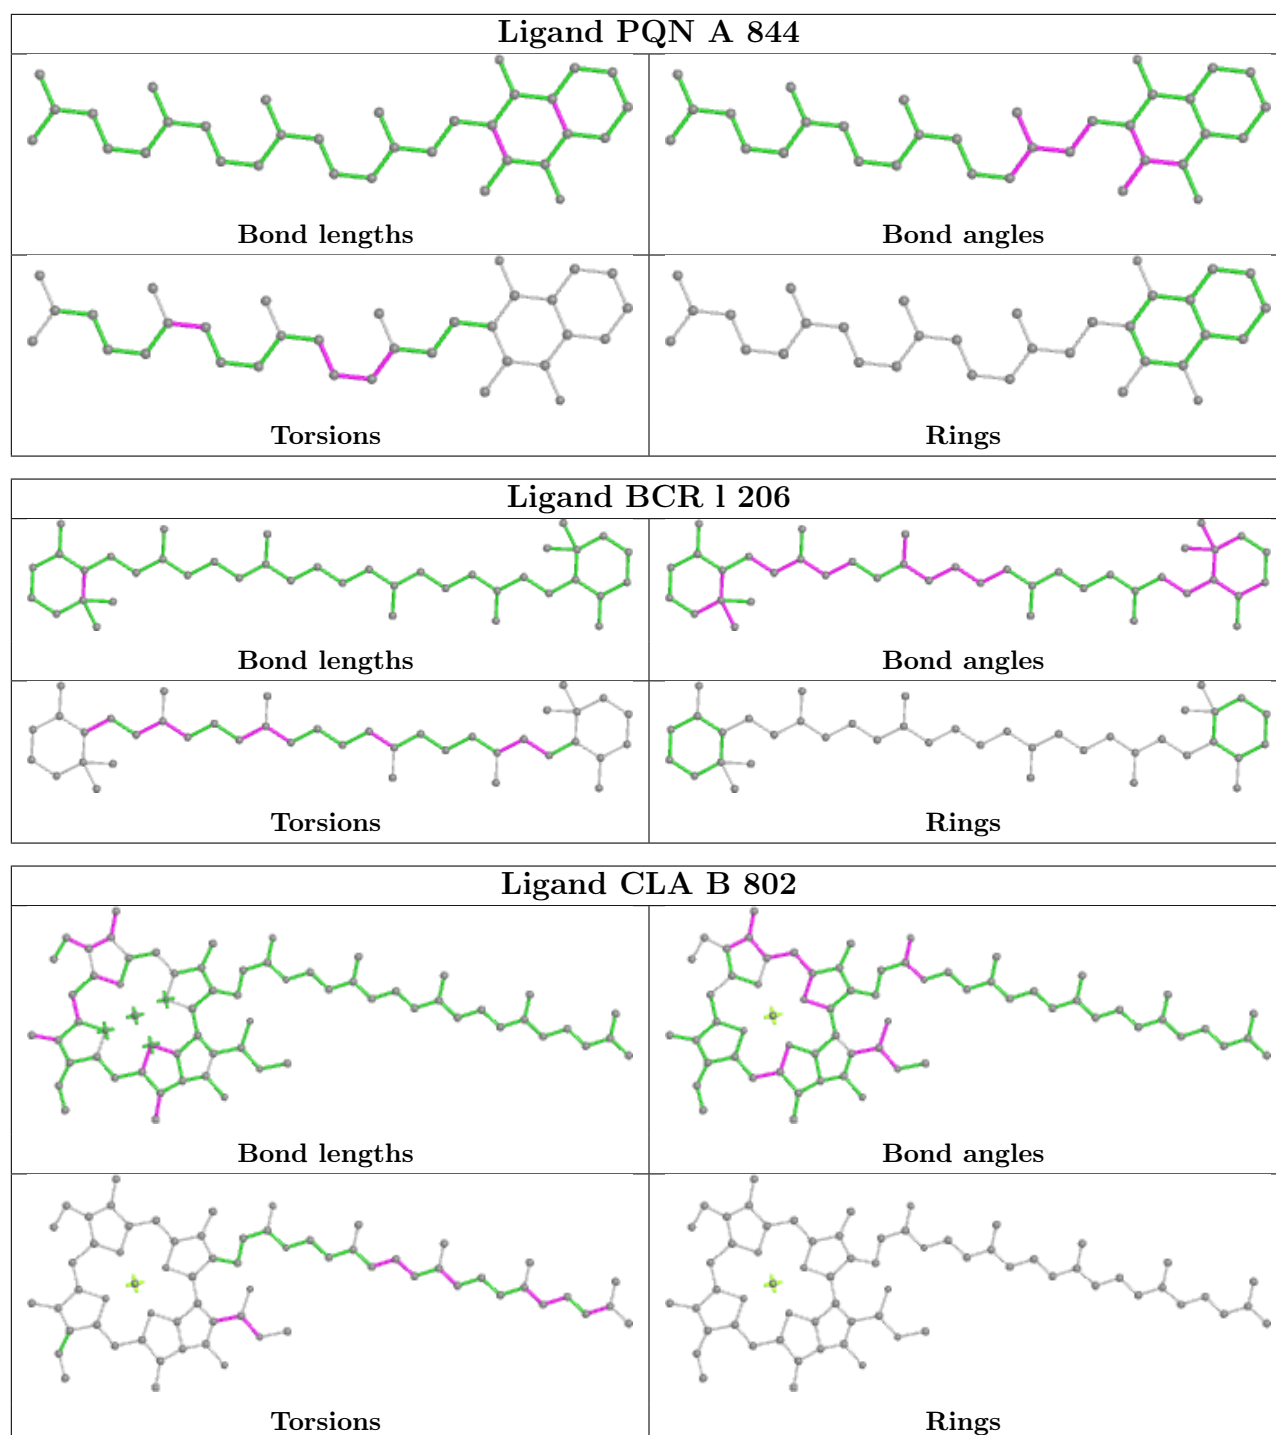 Ligand PQN A 844
Bond lengths
Bond angles
Torsions
Rings
Ligand BCR l 206
Bond lengths
Bond angles
Torsions
Rings
Ligand CLA B 802
Bond lengths
Bond angles
Torsions
Rings